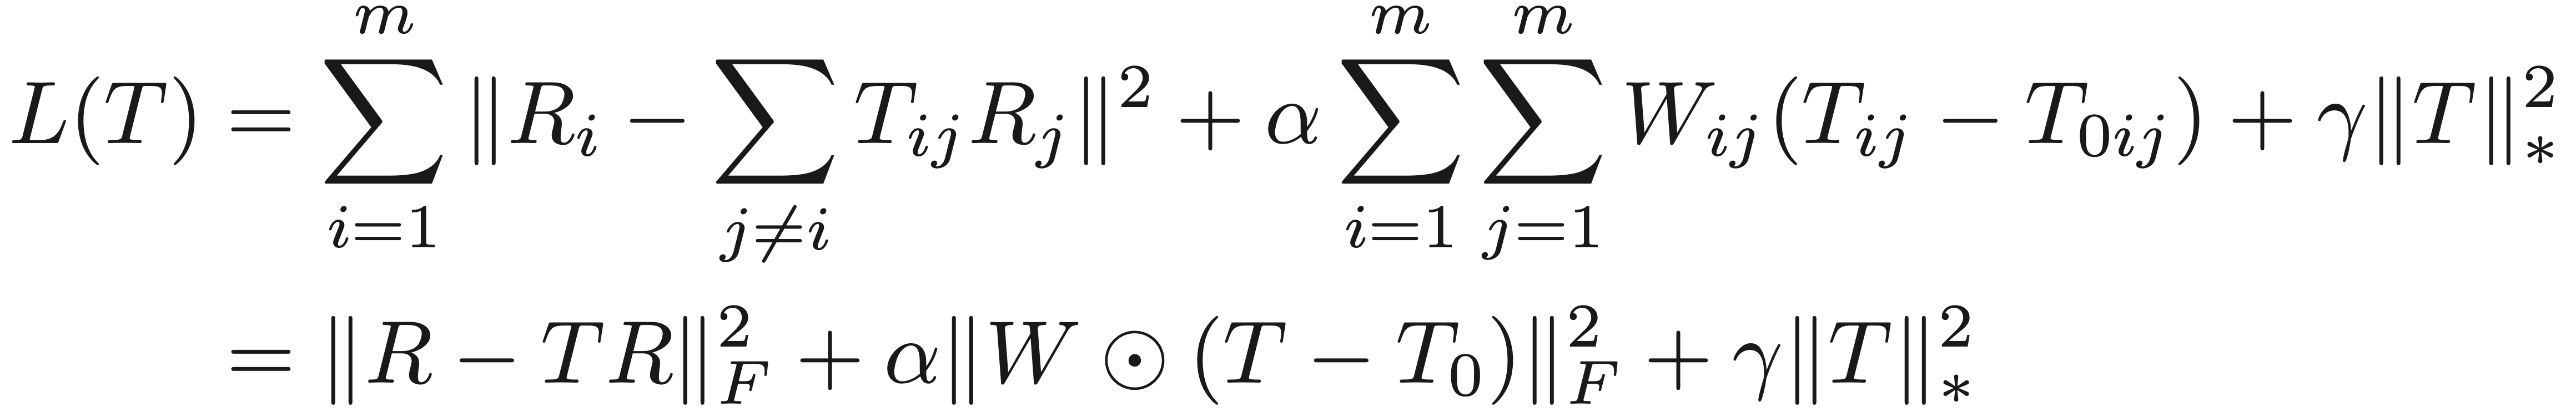 L(T) = \sum_{i=1}^{m} \|R_i - \sum_{j \neq i} T_{ij} R_j\|^2 + \alpha \sum_{i=1}^{m} \sum_{j=1}^{m} W_{ij}(T_{ij} - T_{0ij}) + \gamma \|T\|_*^2
= \|R - TR\|_F^2 + \alpha \|W \odot (T - T_0)\|_F^2 + \gamma \|T\|_*^2